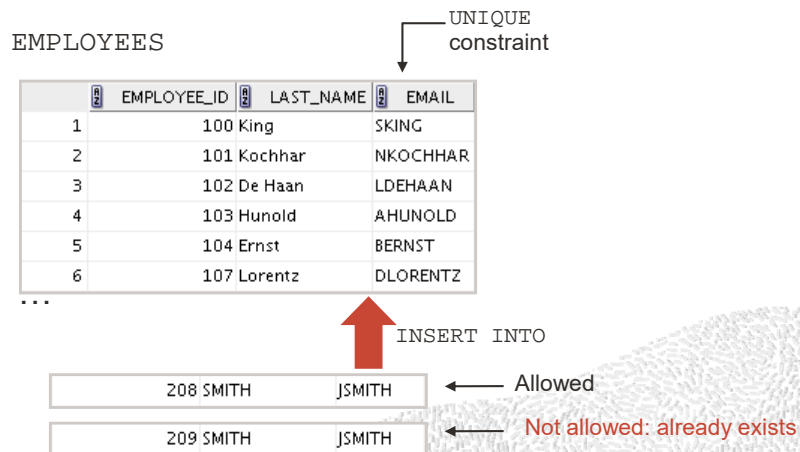 UNIQUE
constraint
EMPLOYEES
EMPLOYEE_ID LAST_NAME EMAIL
1 100 King SKING
2 101 Kochhar NKOCHHAR
3 102 De Haan LDEHAAN
4 103 Hunold AHUNOLD
5 104 Ernst BERNST
6 107 Lorentz DLORENTZ
...
INSERT INTO
208 SMITH JSMITH Allowed
209 SMITH JSMITH Not allowed: already exists